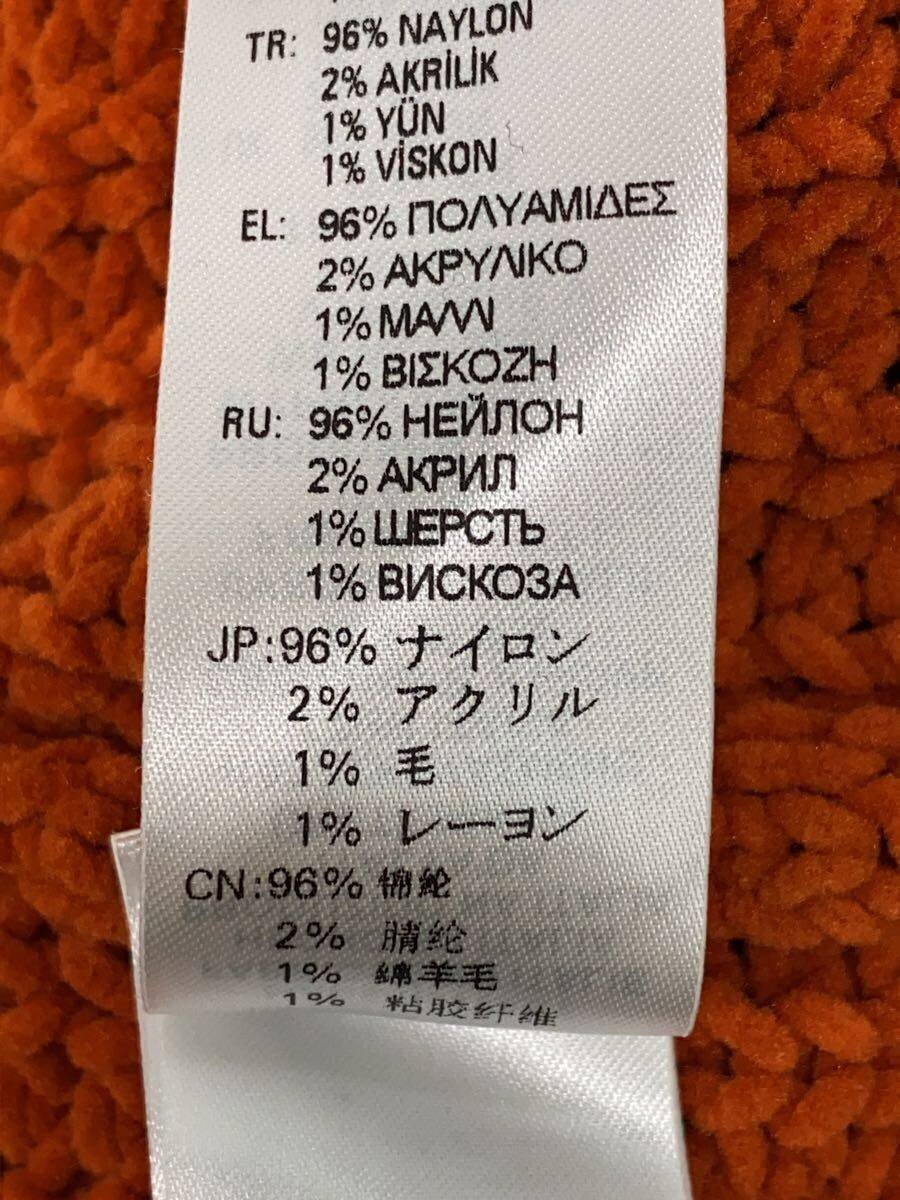 TR: 96% NAYLON
2% AKRİLİK
1% YÜN
1% VİSKON
EL: 96% ΠΟΛΥΑΜΙΔΕΣ
2% ΑΚΡΥΛΙΚΟ
1% ΜΑΛΛΙ
1% ΒΙΣΚΟΖΗ
RU: 96% НЕЙЛОН
2% АКРИЛ
1% ШЕРСТЬ
1% ВИСКОЗА
JP:96% ナイロン
2% アクリル
1% 毛
1% レーヨン
CN:96% 锦纶
2% 腈纶
1% 绵羊毛
1% 粘胶纤维